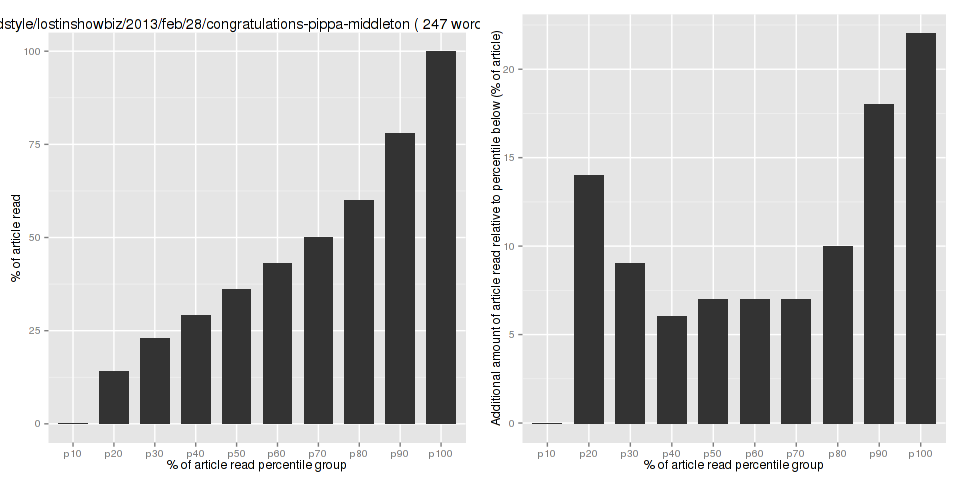 dstyle/lostinshowbiz/2013/feb/28/congratulations-pippa-middleton ( 247 word
% of article read
100
75
50
25
0
p10 p20 p30 p40 p50 p60 p70 p80 p90 p100
% of article read percentile group
Additional amount of article read relative to percentile below (% of article)
20
15
10
5
0
p10 p20 p30 p40 p50 p60 p70 p80 p90 p100
% of article read percentile group